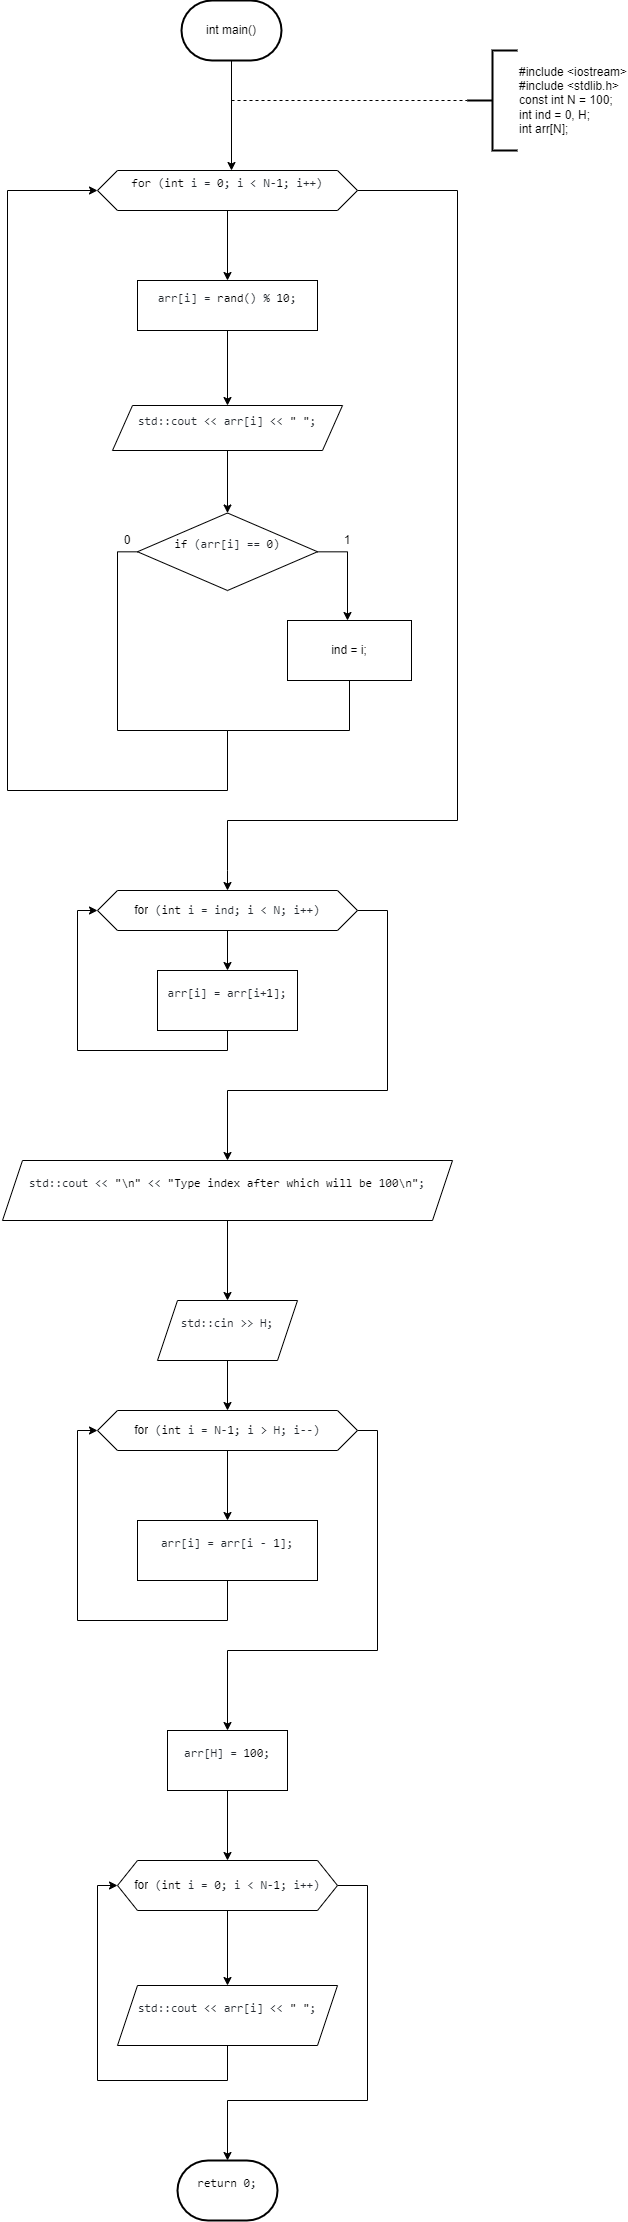 int main()
#include <iostream>
#include <stdlib.h>
const int N = 100;
int ind = 0, H;
int arr[N];
for (int i = 0; i < N-1; i++)
arr[i] = rand() % 10;
std::cout << arr[i] << " ";
0
1
if (arr[i] == 0)
ind = i;
for (int i = ind; i < N; i++)
arr[i] = arr[i+1];
std::cout << "\n" << "Type index after which will be 100\n";
std::cin >> H;
for (int i = N-1; i > H; i--)
arr[i] = arr[i - 1];
arr[H] = 100;
for (int i = 0; i < N-1; i++)
std::cout << arr[i] << " ";
return 0;